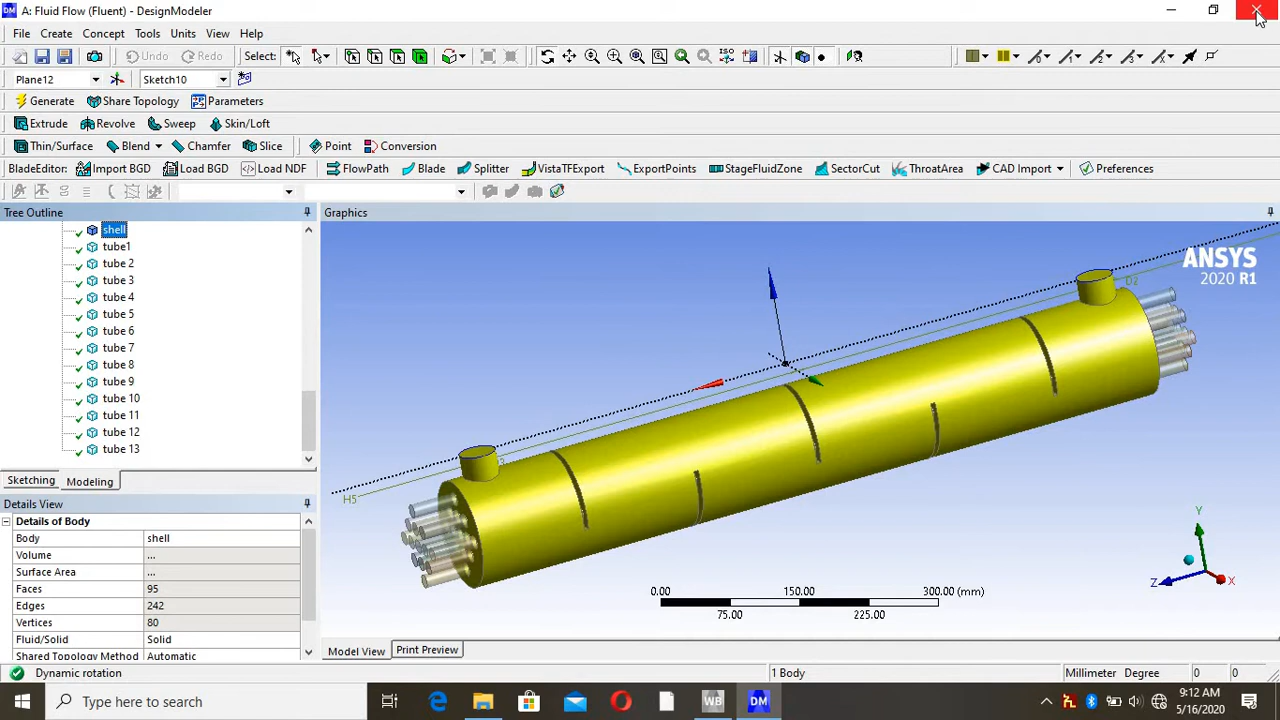 A: Fluid Flow (Fluent) - DesignModeler
File Create Concept Tools Units View Help
Undo Redo Select:
Plane12 Sketch10
Generate Share Topology Parameters
Extrude Revolve Sweep Skin/Loft
Thin/Surface Blend Chamfer Slice Point Conversion
BladeEditor: Import BGD Load BGD Load NDF FlowPath Blade Splitter VistaTFExport ExportPoints StageFluidZone SectorCut ThroatArea CAD Import Preferences
Tree Outline
shell
tube1
tube 2
tube 3
tube 4
tube 5
tube 6
tube 7
tube 8
tube 9
tube 10
tube 11
tube 12
tube 13
Sketching Modeling
Details View
Details of Body
Body shell
Volume ...
Surface Area ...
Faces 95
Edges 242
Vertices 80
Fluid/Solid Solid
Shared Topology Method Automatic
Graphics
ANSYS
2020 R1
D2
H5
Y
Z X
0.00 150.00 300.00 (mm)
75.00 225.00
Model View Print Preview
Dynamic rotation 1 Body Millimeter Degree 0 0
Type here to search
WB DM
9:12 AM
5/16/2020